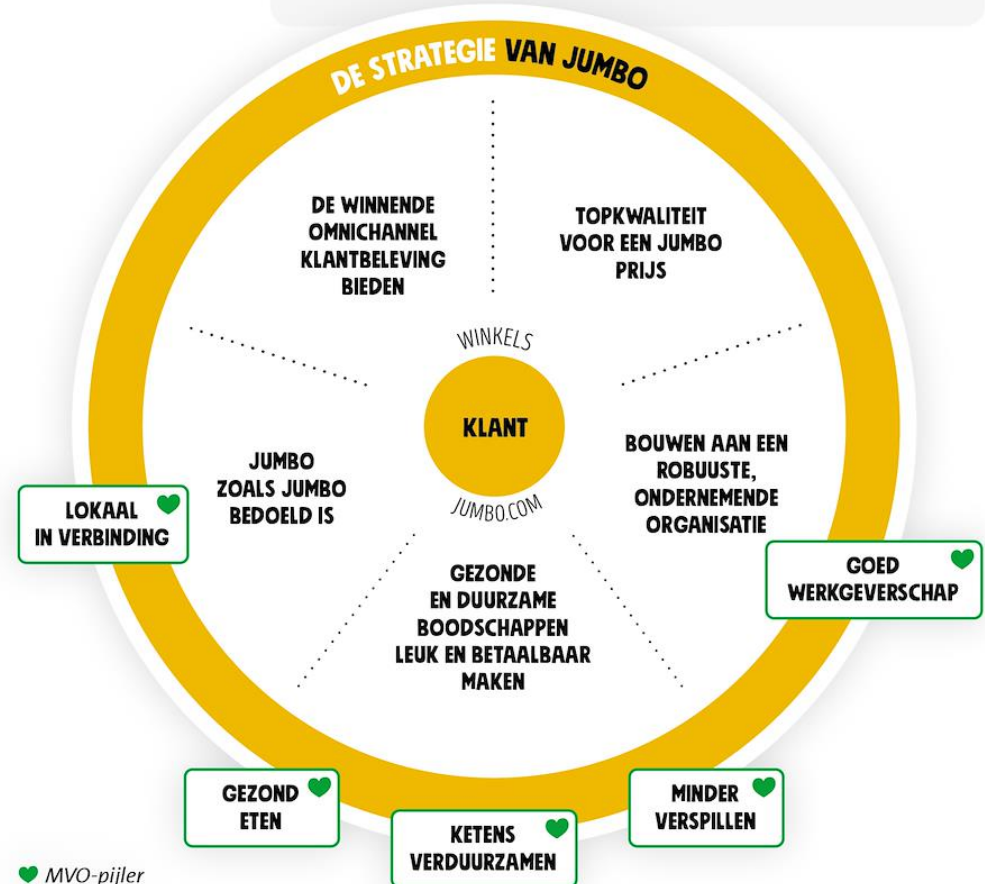 DE STRATEGIE VAN JUMBO
DE WINNENDE
OMNICHANNEL
KLANTBELEVING
BIEDEN
TOPKWALITEIT
VOOR EEN JUMBO
PRIJS
WINKELS
KLANT
JUMBO.COM
JUMBO
ZOALS JUMBO
BEDOELD IS
BOUWEN AAN EEN
ROBUUSTE,
ONDERNEMENDE
ORGANISATIE
LOKAAL
IN VERBINDING
GOED
WERKGEVERSCHAP
GEZONDE
EN DUURZAME
BOODSCHAPPEN
LEUK EN BETAALBAAR
MAKEN
GEZOND
ETEN
KETENS
VERDUURZAMEN
MINDER
VERSPILLEN
MVO-pijler